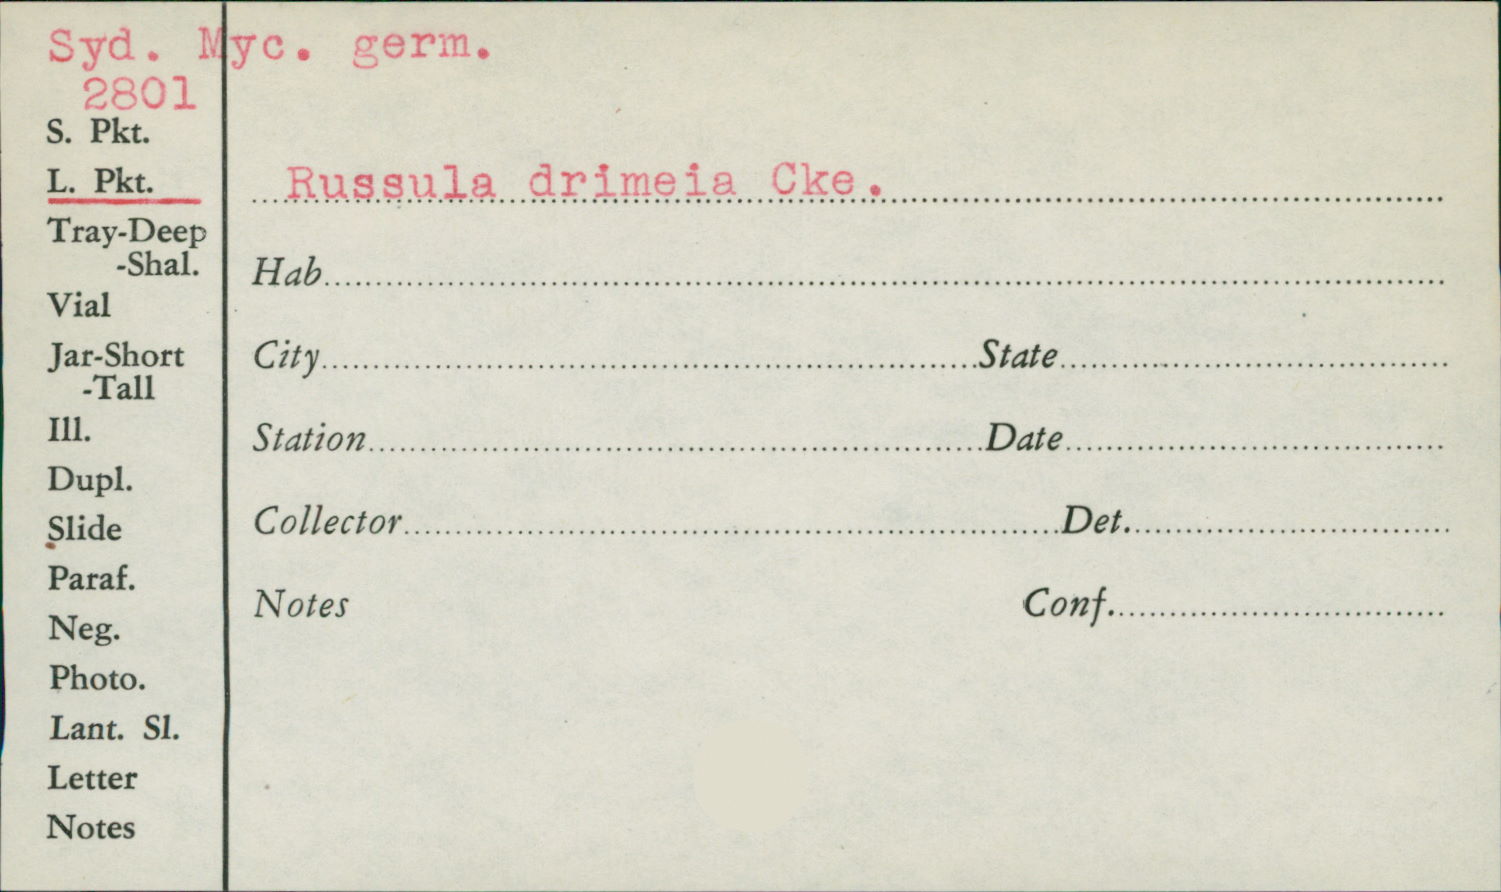 Syd. Myc. germ.
2801
S. Pkt.
L. Pkt.
Tray-Deep
-Shal.
Vial
Jar-Short
-Tall
Ill.
Dupl.
Slide
Paraf.
Neg.
Photo.
Lant. Sl.
Letter
Notes
Russula drimeia Cke.
Hab
City State
Station Date
Collector Det.
Notes Conf.